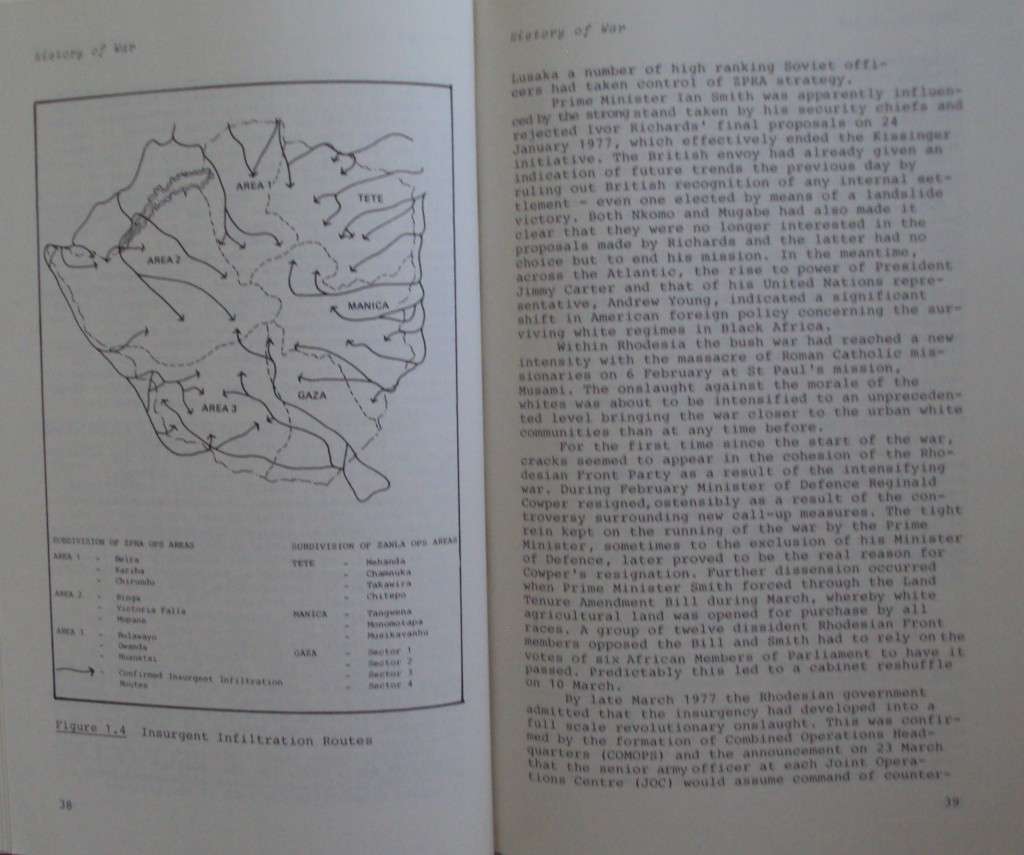 History of War
AREA 1
TETE
AREA 2
MANICA
GAZA
AREA 3
SUBDIVISION OF ZPRA OPS AREAS
AREA 1 - Beira
- Kariba
- Chirundu
AREA 2 - Binga
- Victoria Falls
- Mopane
AREA 3 - Bulawayo
- Gwanda
-
- Confirmed Insurgent Infiltration
Routes
SUBDIVISION OF ZANLA OPS AREAS
TETE - Nehanda
- Chaminuka
- Takawira
- Chitepo
MANICA - Tangwena
- Monomotapa
- Musikavanhu
GAZA - Sector 1
- Sector 2
- Sector 3
- Sector 4
Figure 1.4 Insurgent Infiltration Routes
38
History of War
Lusaka a number of high ranking Soviet offi-
cers had taken control of ZPRA strategy.
Prime Minister Ian Smith was apparently influen-
ced by the strong stand taken by his security chiefs and
rejected Ivor Richards' final proposals on 24
January 1977, which effectively ended the Kissinger
initiative. The British envoy had already given an
indication of future trends the previous day by
ruling out British recognition of any internal set-
tlement - even one elected by means of a landslide
victory. Both Nkomo and Mugabe had also made it
clear that they were no longer interested in the
proposals made by Richards and the latter had no
choice but to end his mission. In the meantime,
across the Atlantic, the rise to power of President
Jimmy Carter and that of his United Nations repre-
sentative, Andrew Young, indicated a significant
shift in American foreign policy concerning the sur-
viving white regimes in Black Africa.
Within Rhodesia the bush war had reached a new
intensity with the massacre of Roman Catholic mis-
sionaries on 6 February at St Paul's mission,
Musami. The onslaught against the morale of the
whites was about to be intensified to an unpreceden-
ted level bringing the war closer to the urban white
communities than at any time before.
For the first time since the start of the war,
cracks seemed to appear in the cohesion of the Rho-
desian Front Party as a result of the intensifying
war. During February Minister of Defence Reginald
Cowper resigned, ostensibly as a result of the con-
troversy surrounding new call-up measures. The tight
rein kept on the running of the war by the Prime
Minister, sometimes to the exclusion of his Minister
of Defence, later proved to be the real reason for
Cowper's resignation. Further dissension occurred
when Prime Minister Smith forced through the Land
Tenure Amendment Bill during March, whereby white
agricultural land was opened for purchase by all
races. A group of twelve dissident Rhodesian Front
members opposed the Bill and Smith had to rely on the
votes of six African Members of Parliament to have it
passed. Predictably this led to a cabinet reshuffle
on 10 March.
By late March 1977 the Rhodesian government
admitted that the insurgency had developed into a
full scale revolutionary onslaught. This was confir-
med by the formation of Combined Operations Head-
quarters (COMOPS) and the announcement on 23 March
that the senior army officer at each Joint Opera-
tions Centre (JOC) would assume command of counter-
39